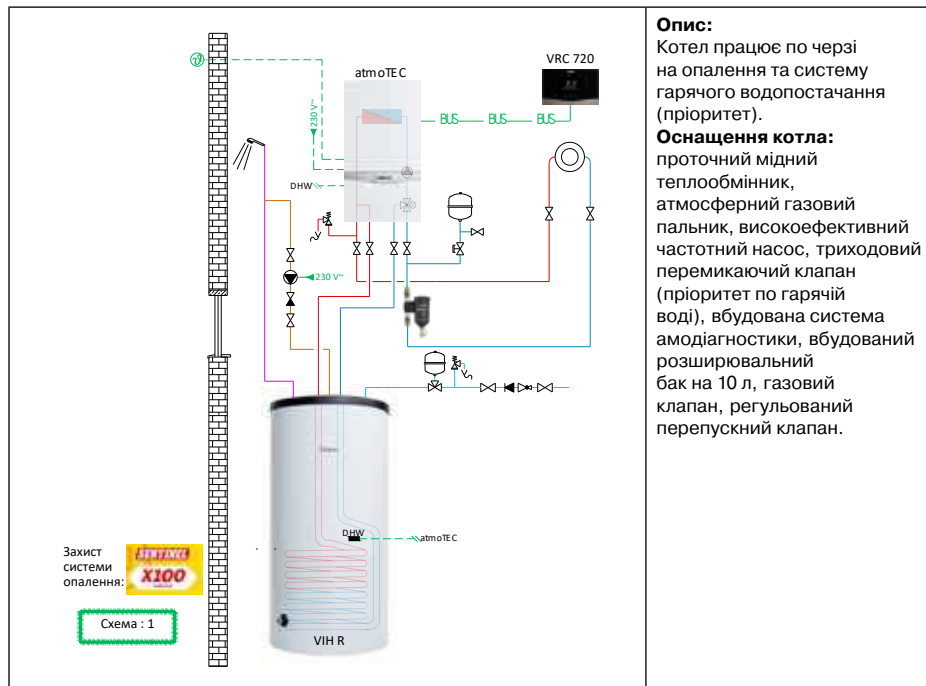 VRC 720
atmoTEC
230 V~
BUS BUS BUS
DHW
230 V~
DHW
atmoTEC
Захист
системи
опалення:
SENTINEL
X100
Схема : 1
VIH R
Опис:
Котел працює по черзі
на опалення та систему
гарячого водопостачання
(пріоритет).
Оснащення котла:
проточний мідний
теплообмінник,
атмосферний газовий
пальник, високоефективний
частотний насос, триходовий
перемикаючий клапан
(пріоритет по гарячій
воді), вбудована система
амодіагностики, вбудований
розширювальний
бак на 10 л, газовий
клапан, регульований
перепускний клапан.